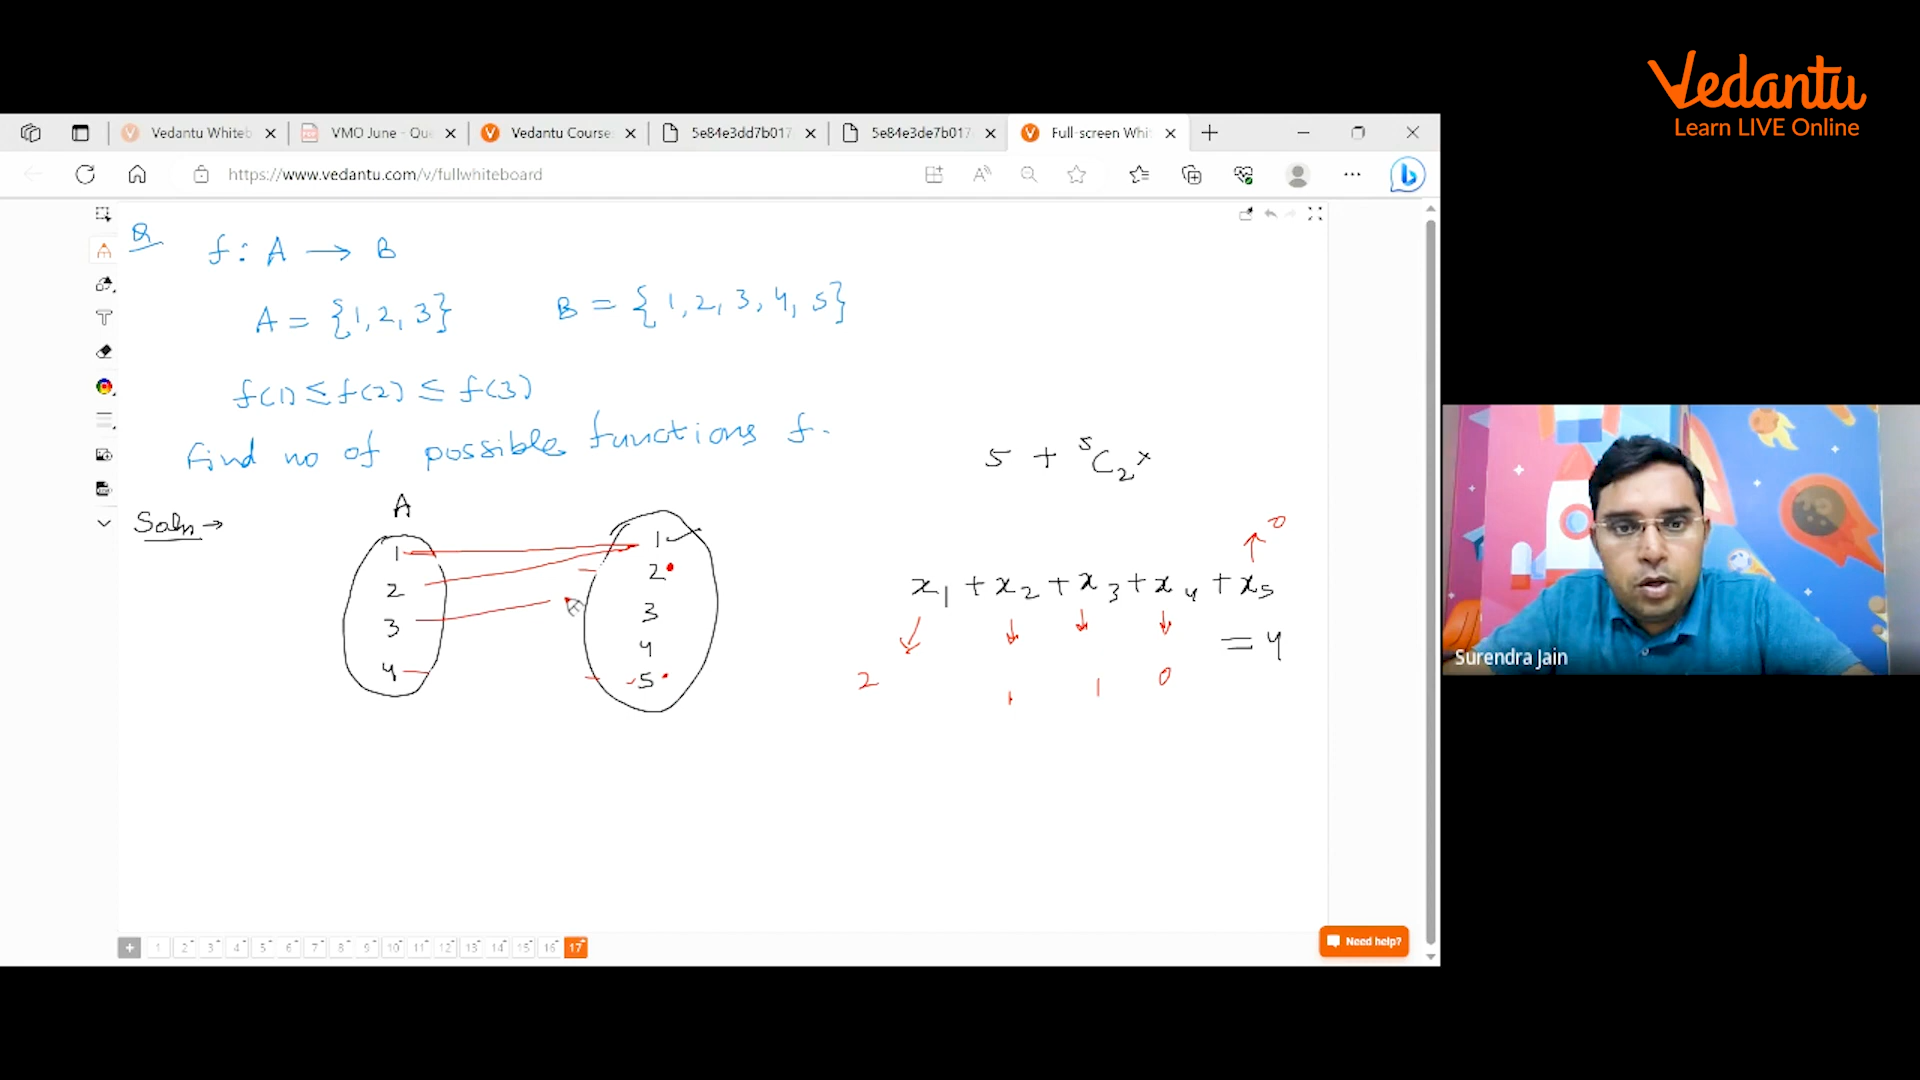 Vedantu
Learn LIVE Online
Vedantu Whiteb
VMO June - Que
Vedantu Course
5e84e3dd7b017
5e84e3de7b017
Full-screen Whi
https://www.vedantu.com/v/fullwhiteboard
Q
f: A → B
A = {1, 2, 3} B = {1, 2, 3, 4, 5}
f(1) ≤ f(2) ≤ f(3)
Find no of possible functions f.
5 + ⁵C₂ ×
Soln →
A
1
2
3
4
1
2
3
4
5
0
x₁ + x₂ + x₃ + x₄ + x₅
= 4
2 1 1 0
Surendra Jain
+ 1 2 3 4 5 6 7 8 9 10 11 12 13 14 15 16 17
Need help?